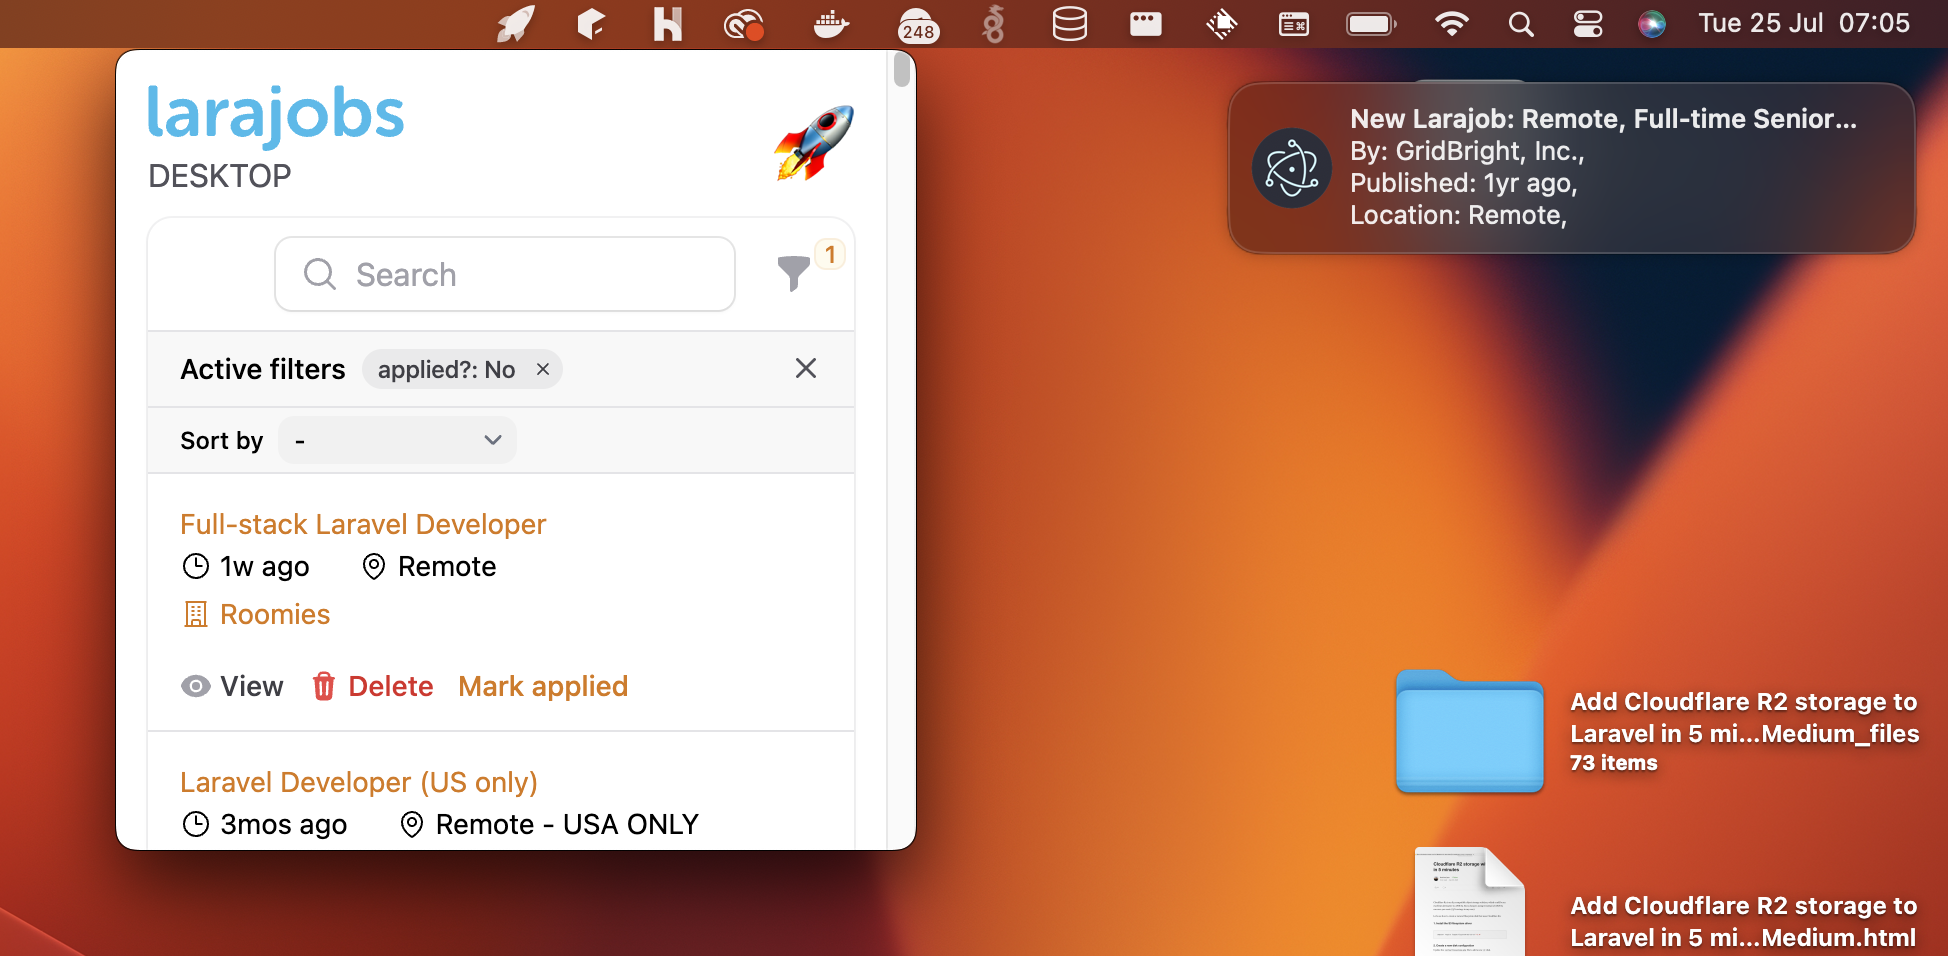 248
Tue 25 Jul 07:05
larajobs
DESKTOP
Search
1
Active filters
applied?: No
Sort by
-
Full-stack Laravel Developer
1w ago
Remote
Roomies
View
Delete
Mark applied
Laravel Developer (US only)
3mos ago
Remote - USA ONLY
New Larajob: Remote, Full-time Senior...
By: GridBright, Inc.,
Published: 1yr ago,
Location: Remote,
Add Cloudflare R2 storage to
Laravel in 5 mi...Medium_files
73 items
Add Cloudflare R2 storage to
Laravel in 5 mi...Medium.html